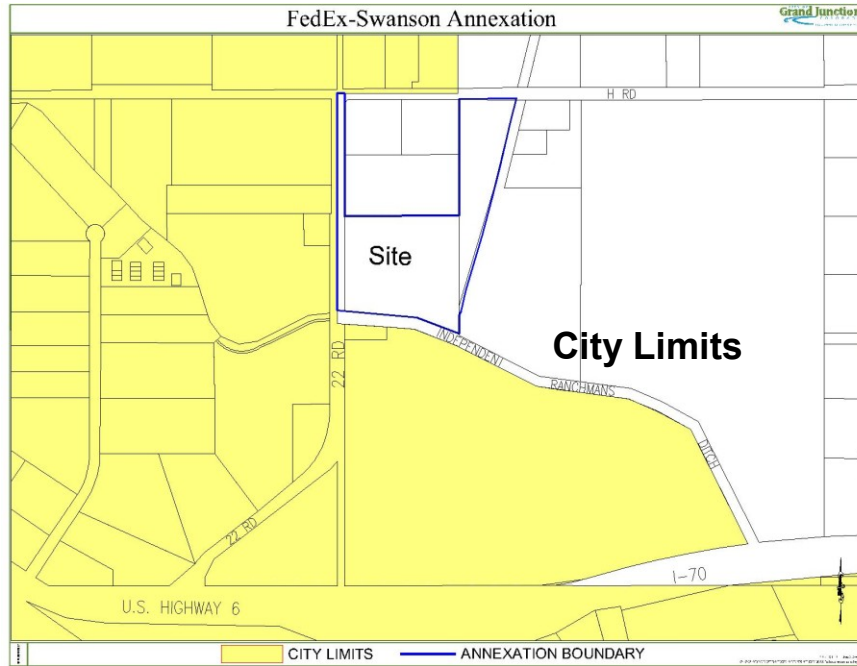 FedEx-Swanson Annexation
Grand Junction
H RD
Site
City Limits
INDEPENDENT
RANCHMANS
DITCH
22 RD
22 RD
I-70
U.S. HIGHWAY 6
CITY LIMITS
ANNEXATION BOUNDARY